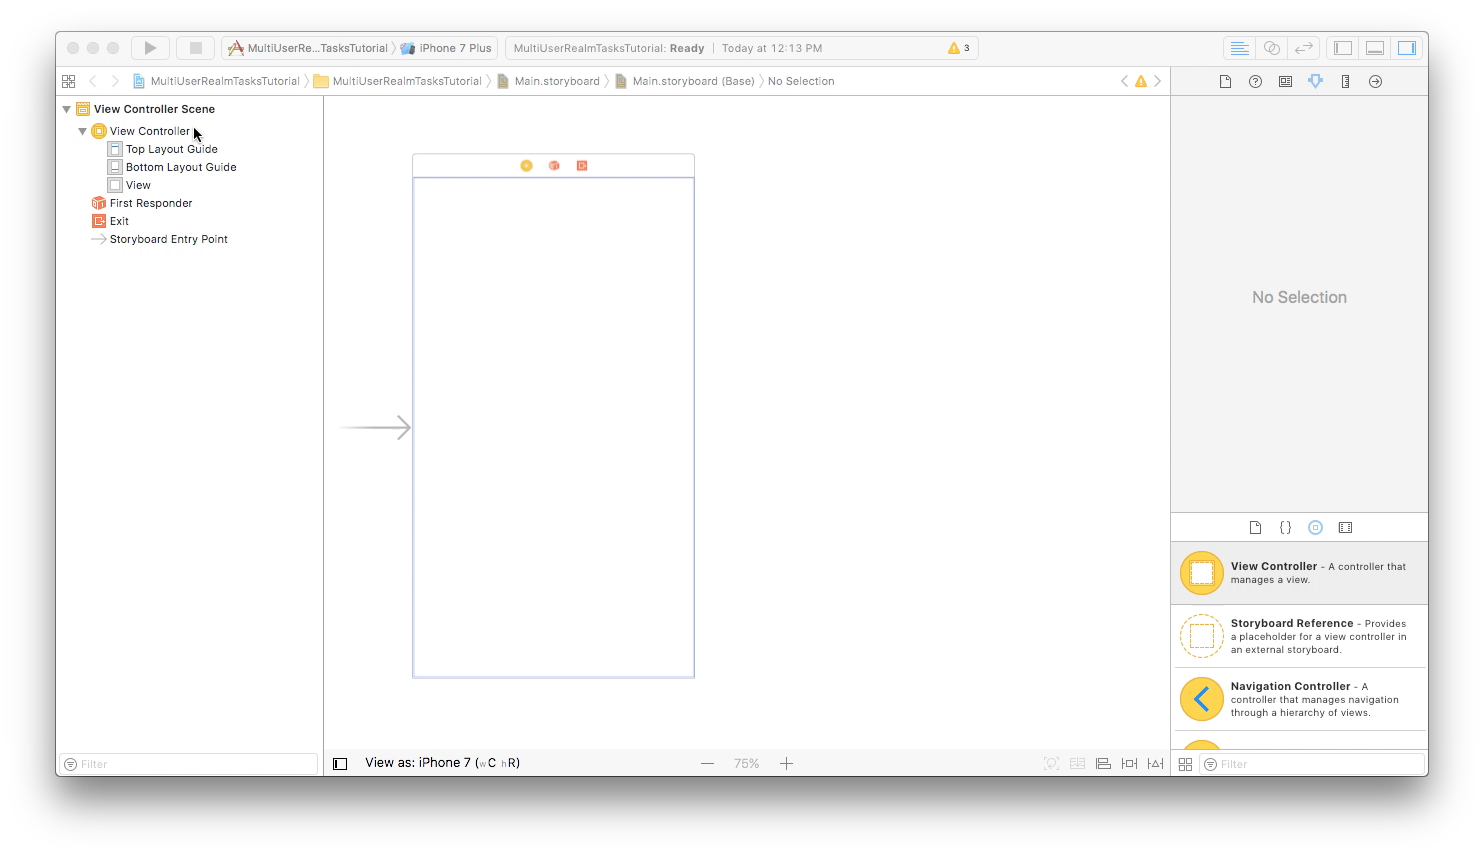 MultiUserRe...TasksTutorial
iPhone 7 Plus
MultiUserRealmTasksTutorial: Ready | Today at 12:13 PM
3
MultiUserRealmTasksTutorial
MultiUserRealmTasksTutorial
Main.storyboard
Main.storyboard (Base)
No Selection
View Controller Scene
View Controller
Top Layout Guide
Bottom Layout Guide
View
First Responder
Exit
Storyboard Entry Point
Filter
View as: iPhone 7 (wC hR)
75%
No Selection
View Controller - A controller that
manages a view.
Storyboard Reference - Provides
a placeholder for a view controller in
an external storyboard.
Navigation Controller - A
controller that manages navigation
through a hierarchy of views.
Filter